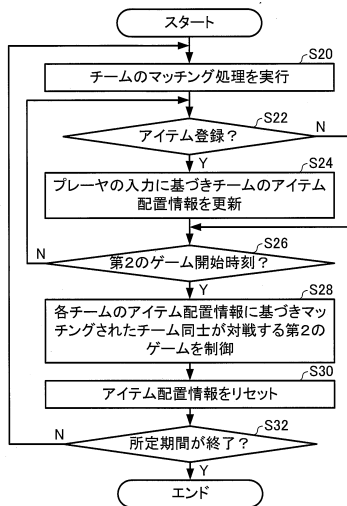 スタート
S20
チームのマッチング処理を実行
S22
アイテム登録？
N
Y
S24
プレーヤの入力に基づきチームのアイテム
配置情報を更新
S26
第2のゲーム開始時刻？
N
Y
S28
各チームのアイテム配置情報に基づきマッ
チングされたチーム同士が対戦する第2の
ゲームを制御
S30
アイテム配置情報をリセット
S32
所定期間が終了？
N
Y
エンド